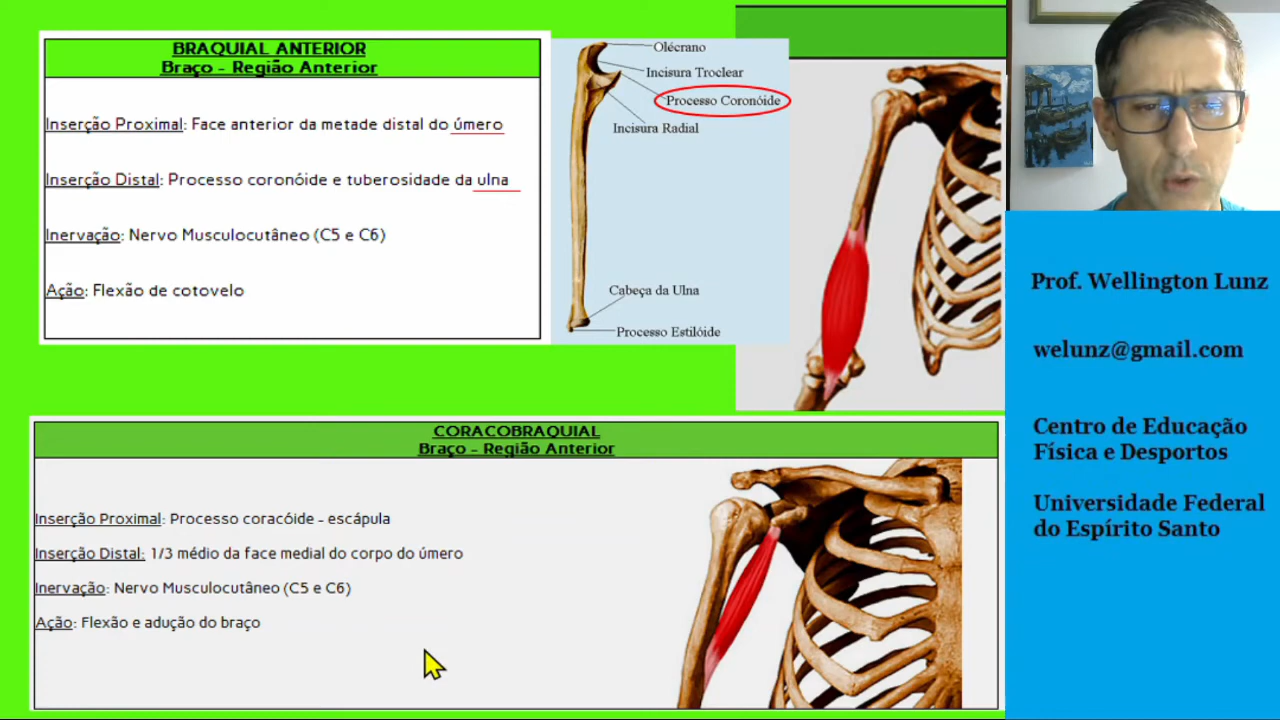 BRAQUIAL ANTERIOR
Braço - Região Anterior
Inserção Proximal: Face anterior da metade distal do úmero
Inserção Distal: Processo coronóide e tuberosidade da ulna
Inervação: Nervo Musculocutâneo (C5 e C6)
Ação: Flexão de cotovelo
Olécrano
Incisura Troclear
Processo Coronóide
Incisura Radial
Cabeça da Ulna
Processo Estilóide
CORACOBRAQUIAL
Braço - Região Anterior
Inserção Proximal: Processo coracóide - escápula
Inserção Distal: 1/3 médio da face medial do corpo do úmero
Inervação: Nervo Musculocutâneo (C5 e C6)
Ação: Flexão e adução do braço
Prof. Wellington Lunz
welunz@gmail.com
Centro de Educação
Física e Desportos
Universidade Federal
do Espírito Santo